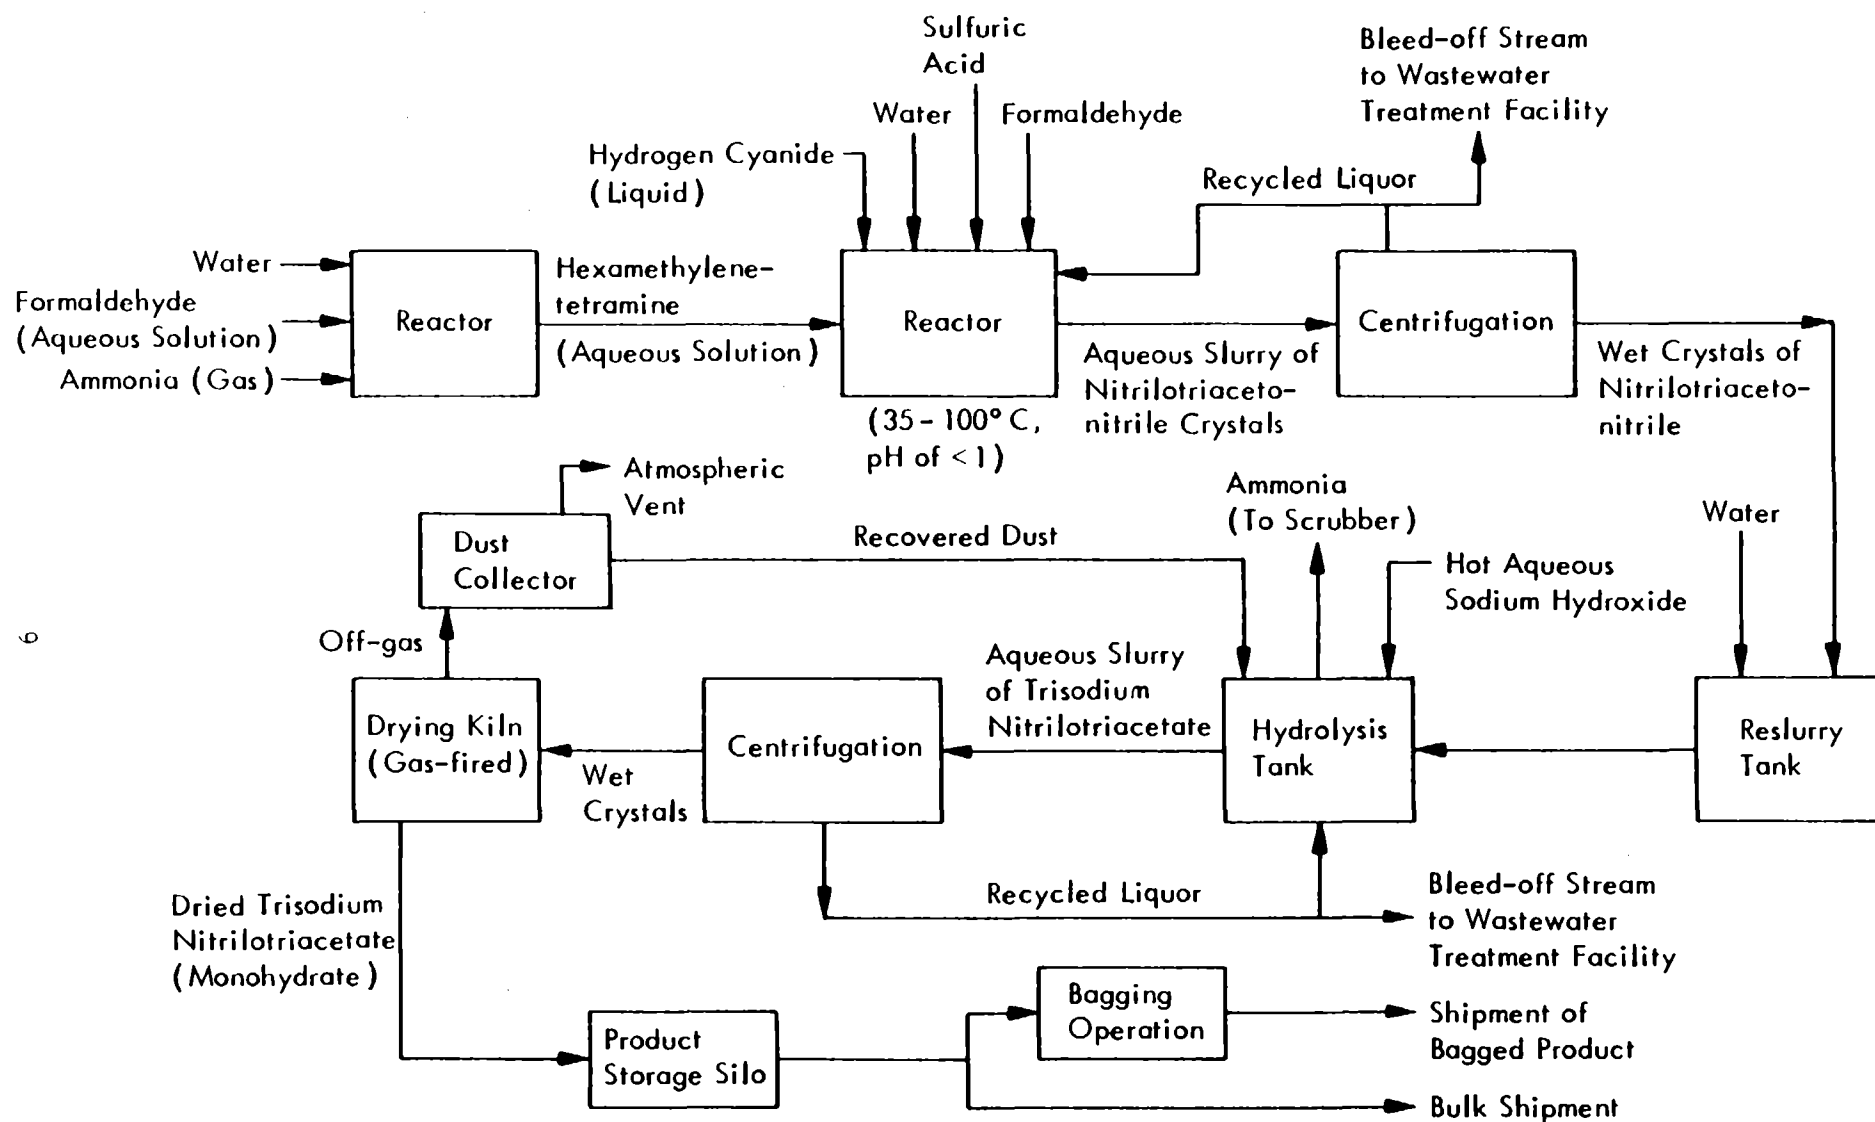 Sulfuric
Acid
Bleed-off Stream
to Wastewater
Treatment Facility
Water
Formaldehyde
Hydrogen Cyanide
(Liquid)
Recycled Liquor
Water
Formaldehyde
(Aqueous Solution)
Ammonia (Gas)
Reactor
Hexamethylene-
tetramine
(Aqueous Solution)
Reactor
(35 - 100° C,
pH of < 1)
Aqueous Slurry of
Nitrilotriaceto-
nitrile Crystals
Centrifugation
Wet Crystals of
Nitrilotriaceto-
nitrile
Atmospheric
Vent
Dust
Collector
Recovered Dust
Ammonia
(To Scrubber)
Water
Hot Aqueous
Sodium Hydroxide
Off-gas
Drying Kiln
(Gas-fired)
Wet
Crystals
Centrifugation
Aqueous Slurry
of Trisodium
Nitrilotriacetate
Hydrolysis
Tank
Reslurry
Tank
Recycled Liquor
Bleed-off Stream
to Wastewater
Treatment Facility
Dried Trisodium
Nitrilotriacetate
(Monohydrate)
Product
Storage Silo
Bagging
Operation
Shipment of
Bagged Product
Bulk Shipment